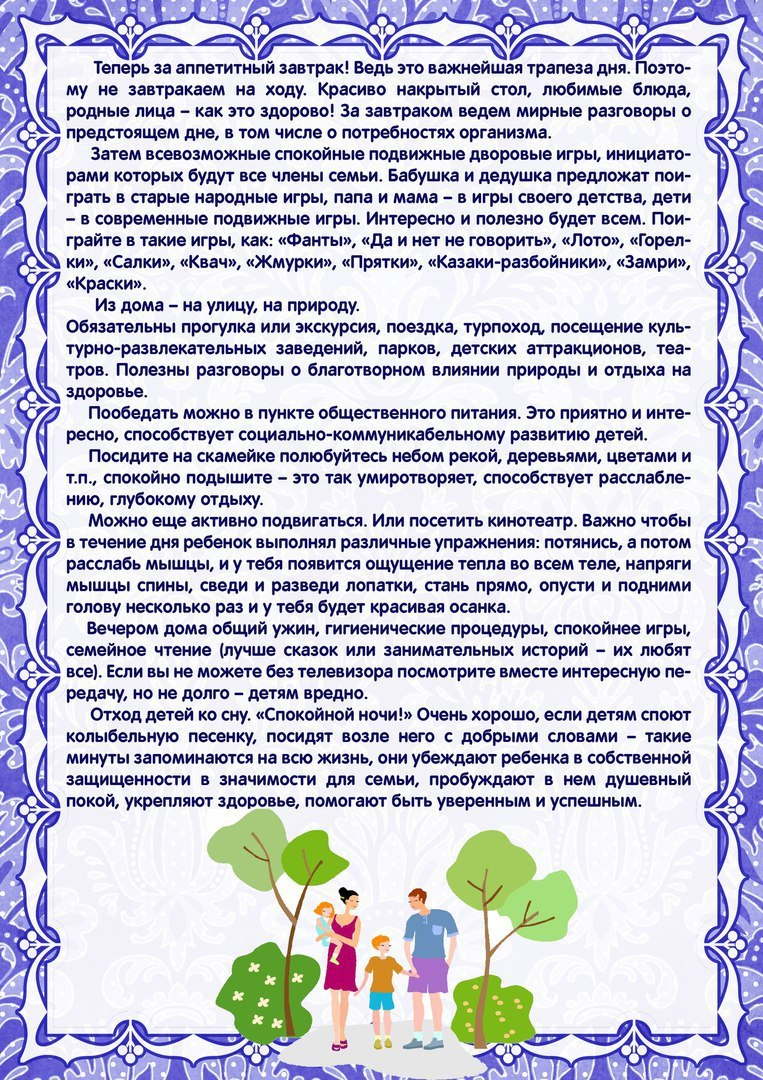 Теперь за аппетитный завтрак! Ведь это важнейшая трапеза дня. Поэто-
му не завтракаем на ходу. Красиво накрытый стол, любимые блюда,
родные лица – как это здорово! За завтраком ведем мирные разговоры о
предстоящем дне, в том числе о потребностях организма.
Затем всевозможные спокойные подвижные дворовые игры, инициато-
рами которых будут все члены семьи. Бабушка и дедушка предложат пои-
грать в старые народные игры, папа и мама – в игры своего детства, дети
– в современные подвижные игры. Интересно и полезно будет всем. Пои-
грайте в такие игры, как: «Фанты», «Да и нет не говорить», «Лото», «Горел-
ки», «Салки», «Квач», «Жмурки», «Прятки», «Казаки-разбойники», «Замри»,
«Краски».
Из дома – на улицу, на природу.
Обязательны прогулка или экскурсия, поездка, турпоход, посещение куль-
турно-развлекательных заведений, парков, детских аттракционов, теа-
тров. Полезны разговоры о благотворном влиянии природы и отдыха на
здоровье.
Пообедать можно в пункте общественного питания. Это приятно и инте-
ресно, способствует социально-коммуникабельному развитию детей.
Посидите на скамейке полюбуйтесь небом рекой, деревьями, цветами и
т.п., спокойно подышите – это так умиротворяет, способствует расслабле-
нию, глубокому отдыху.
Можно еще активно подвигаться. Или посетить кинотеатр. Важно чтобы
в течение дня ребенок выполнял различные упражнения: потянись, а потом
расслабь мышцы, и у тебя появится ощущение тепла во всем теле, напряги
мышцы спины, сведи и разведи лопатки, стань прямо, опусти и подними
голову несколько раз и у тебя будет красивая осанка.
Вечером дома общий ужин, гигиенические процедуры, спокойнее игры,
семейное чтение (лучше сказок или занимательных историй – их любят
все). Если вы не можете без телевизора посмотрите вместе интересную пе-
редачу, но не долго – детям вредно.
Отход детей ко сну. «Спокойной ночи!» Очень хорошо, если детям споют
колыбельную песенку, посидят возле него с добрыми словами – такие
минуты запоминаются на всю жизнь, они убеждают ребенка в собственной
защищенности в значимости для семьи, пробуждают в нем душевный
покой, укрепляют здоровье, помогают быть уверенным и успешным.